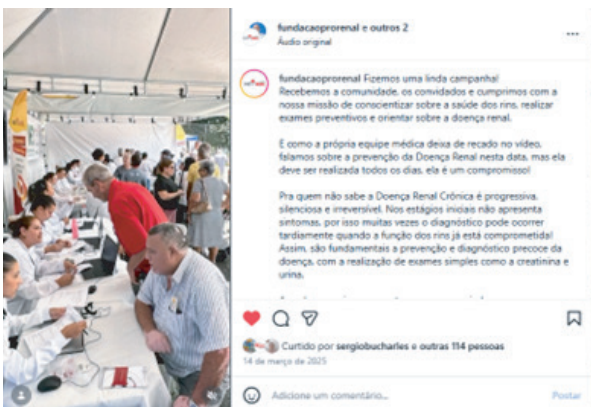 fundacaoprorenal e outros 2
Áudio original
fundacaoprorenal Fizemos uma linda campanha!
Recebemos a comunidade, os convidados e cumprimos com a
nossa missão de conscientizar sobre a saúde dos rins, realizar
exames preventivos e orientar sobre a doença renal.
E como a própria equipe médica deixa de recado no vídeo,
falamos sobre a prevenção da Doença Renal nesta data, mas ela
deve ser realizada todos os dias, ela é um compromisso!
Pra quem não sabe a Doença Renal Crônica é progressiva,
silenciosa e irreversível. Nos estágios iniciais não apresenta
sintomas, por isso muitas vezes o diagnóstico pode ocorrer
tardiamente quando a função dos rins já está comprometida!
Assim, são fundamentais a prevenção e diagnóstico precoce da
doença, com a realização de exames simples como a creatinina e
urina.
Curtido por sergiobucharles e outras 114 pessoas
14 de março de 2025
Adicione um comentário...
Postar